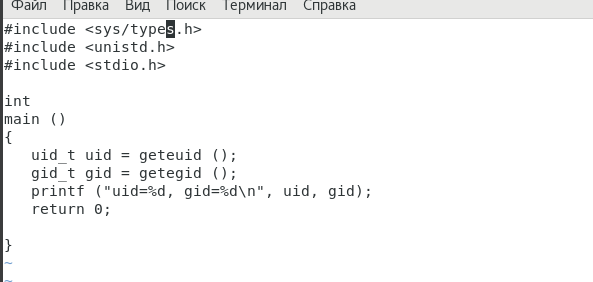 Файл Правка Вид Поиск Терминал Справка
#include <sys/types.h>
#include <unistd.h>
#include <stdio.h>
int
main ()
{
   uid_t uid = geteuid ();
   gid_t gid = getegid ();
   printf ("uid=%d, gid=%d\n", uid, gid);
   return 0;
}
~
~